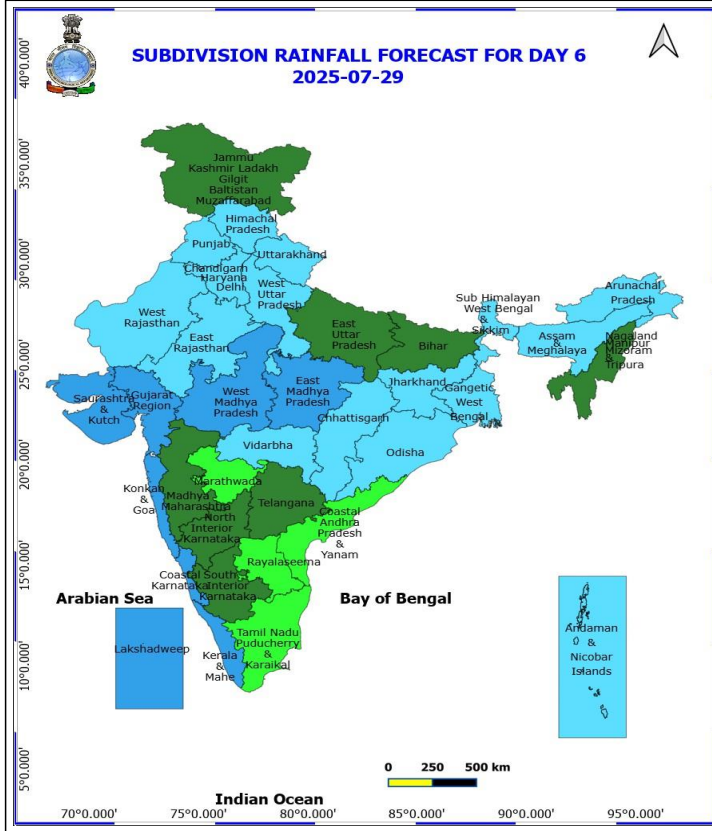 SUBDIVISION RAINFALL FORECAST FOR DAY 6
2025-07-29
40°0.000'
35°0.000'
30°0.000'
25°0.000'
20°0.000'
15°0.000'
10°0.000'
5°0.000'
Jammu
Kashmir Ladakh
Gilgit
Baltistan
Muzaffarabad
Himachal
Pradesh
Punjab
Uttarakhand
Chandigarh
Haryana
Delhi
West
Uttar
Pradesh
West
Rajasthan
East
Rajasthan
East
Uttar
Pradesh
Bihar
Sub Himalayan
West Bengal
&
Sikkim
Arunachal
Pradesh
Assam
&
Meghalaya
Nagaland
Manipur
Mizoram
&
Tripura
Saurashtra
&
Kutch
Gujarat
Region
West
Madhya
Pradesh
East
Madhya
Pradesh
Jharkhand
Gangetic
West
Bengal
Chhattisgarh
Odisha
Vidarbha
Konkan
&
Goa
Madhya
Maharashtra
Marathwada
Telangana
North
Interior
Karnataka
Coastal
Andhra
Pradesh
&
Yanam
Rayalaseema
Coastal
Karnataka
South
Interior
Karnataka
Arabian Sea
Bay of Bengal
Lakshadweep
Kerala
&
Mahe
Tamil Nadu
Puducherry
&
Karaikal
Andaman
&
Nicobar
Islands
0 250 500 km
Indian Ocean
70°0.000' 75°0.000' 80°0.000' 85°0.000' 90°0.000' 95°0.000'